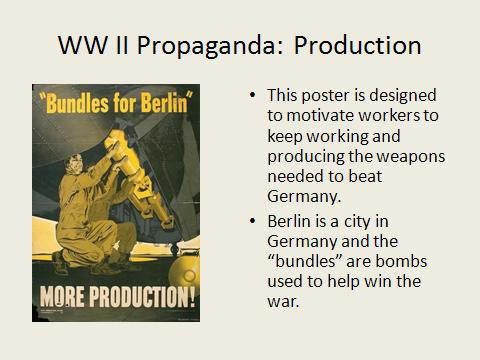 WW II Propaganda: Production
"Bundles for Berlin"
MORE PRODUCTION!
• This poster is designed
to motivate workers to
keep working and
producing the weapons
needed to beat
Germany.
• Berlin is a city in
Germany and the
“bundles” are bombs
used to help win the
war.